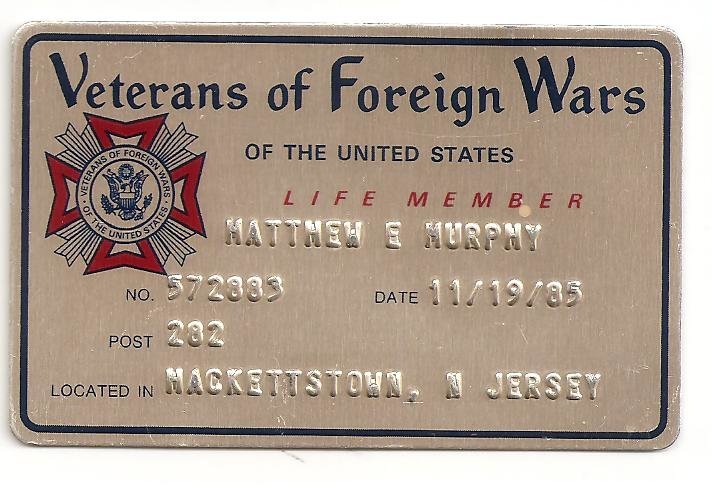 Veterans of Foreign Wars
OF THE UNITED STATES
VETERANS OF FOREIGN WARS
OF THE UNITED STATES
LIFE MEMBER
MATTHEW E MURPHY
NO. 572883 DATE 11/19/85
POST 282
LOCATED IN HACKETTSTOWN, N JERSEY